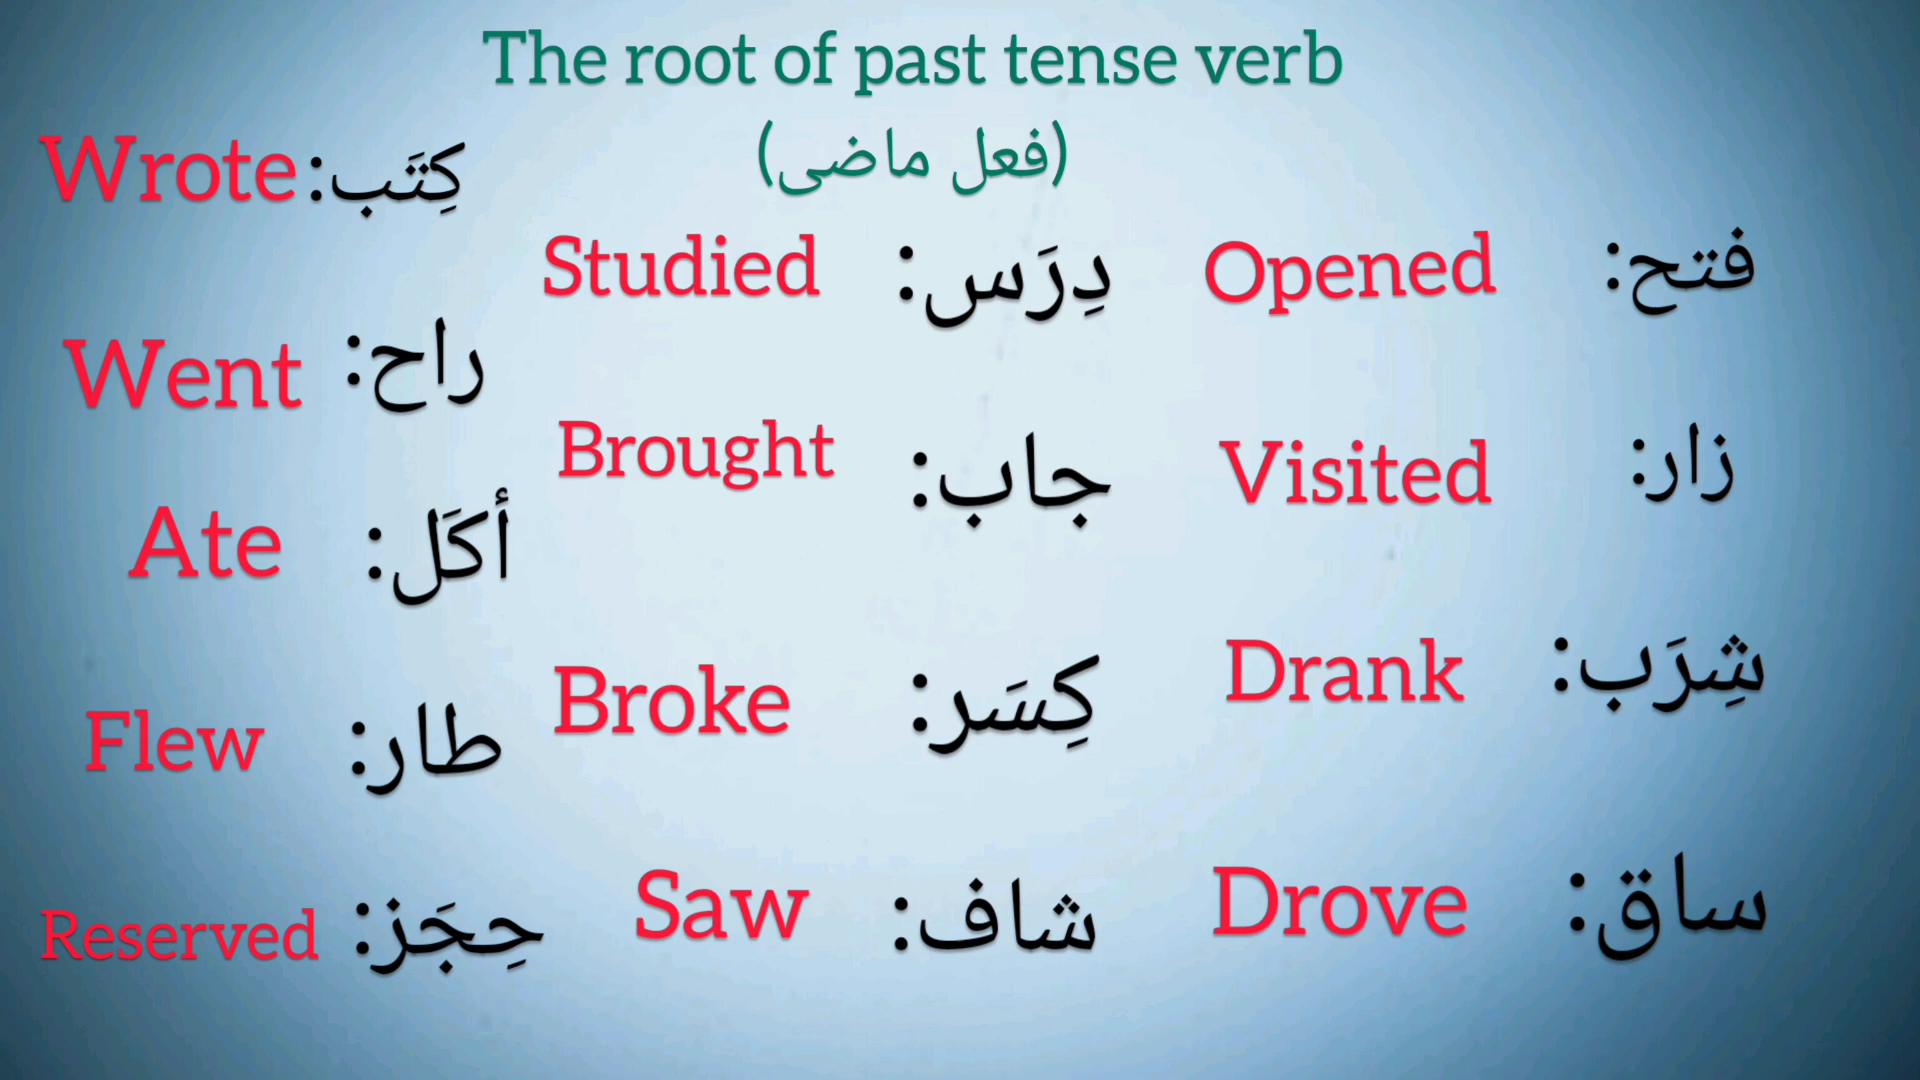 The root of past tense verb
(فعل ماضى)
Wrote :كِتَب
Studied :دِرَس
Opened :فتح
Went :راح
Brought :جاب
Visited :زار
Ate :أكَل
Broke :كِسَر
Drank :شِرَب
Flew :طار
Reserved :حِجَز
Saw :شاف
Drove :ساق